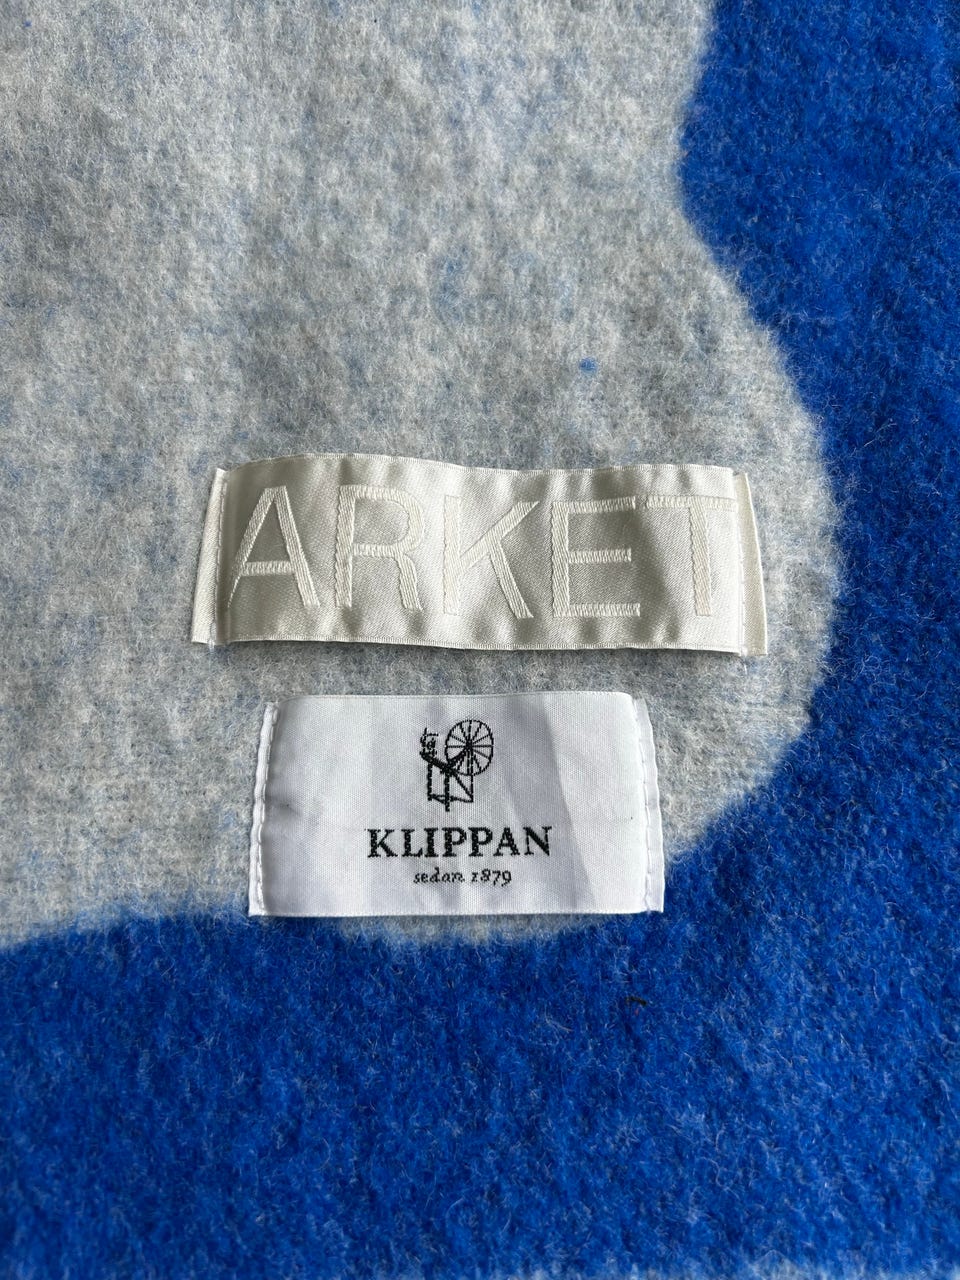 ARKET
KLIPPAN
sedan 1879